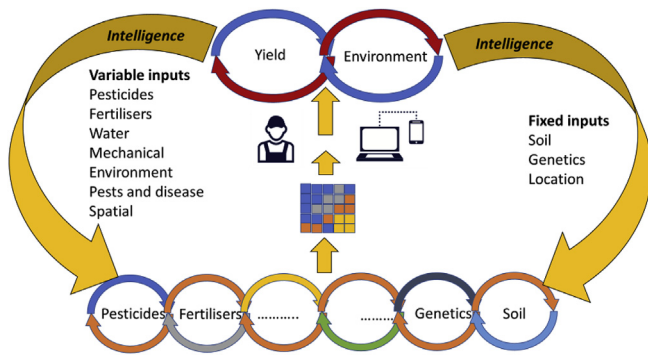 Intelligence
Yield
Environment
Intelligence
Variable inputs
Pesticides
Fertilisers
Water
Mechanical
Environment
Pests and disease
Spatial
Fixed inputs
Soil
Genetics
Location
Pesticides
Fertilisers
...........
........
Genetics
Soil